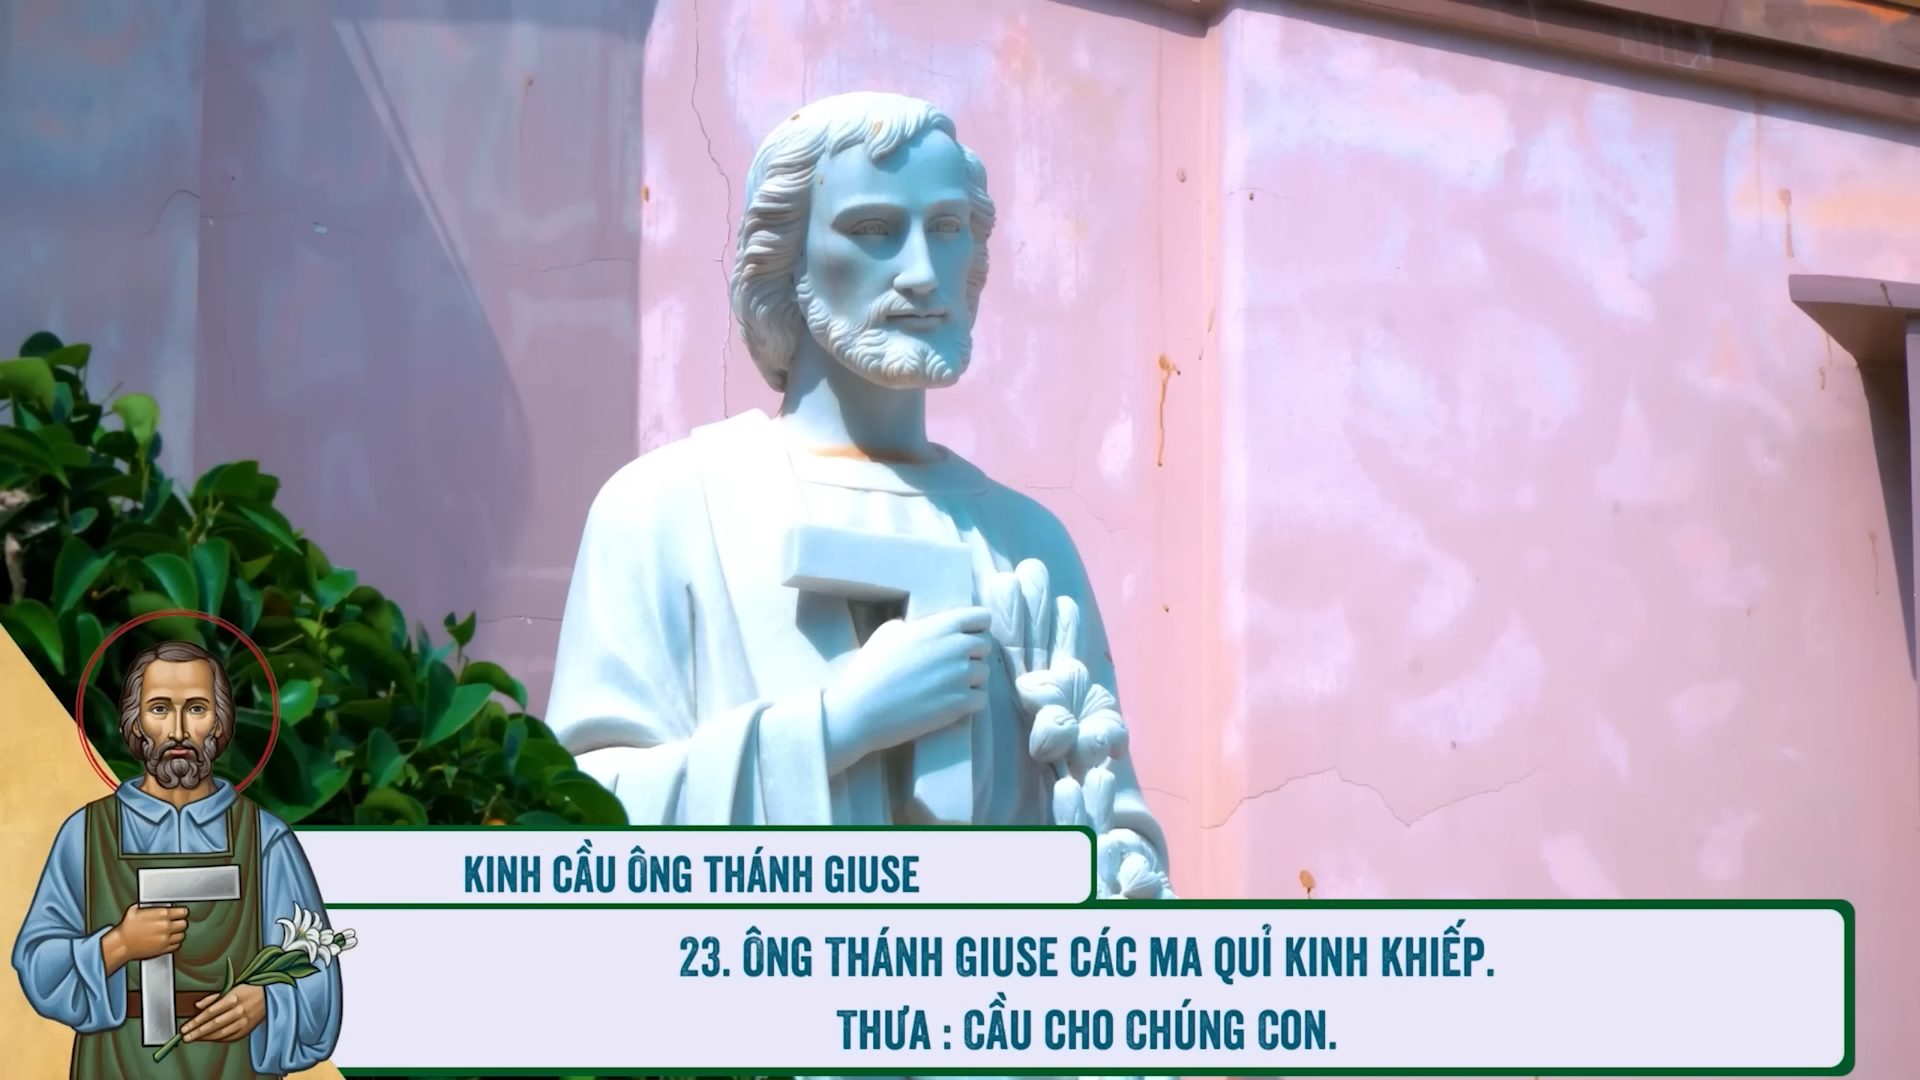 KINH CẦU ÔNG THÁNH GIUSE
23. ÔNG THÁNH GIUSE CÁC MA QUỈ KINH KHIẾP.
THƯA : CẦU CHO CHÚNG CON.